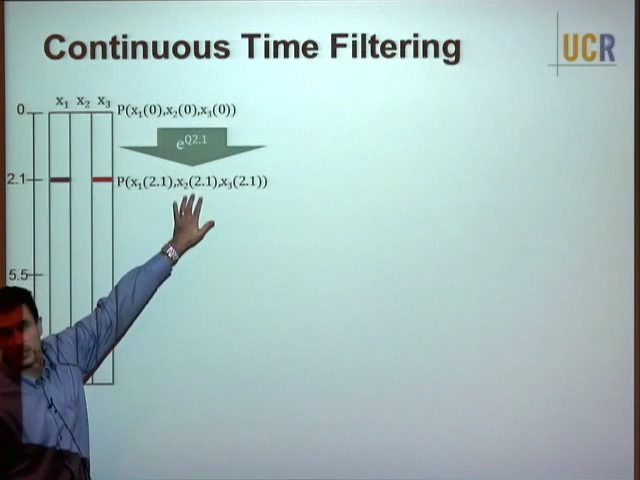 Continuous Time Filtering
UCR
x₁ x₂ x₃
0 P(x₁(0),x₂(0),x₃(0))
e^Q2.1
2.1 P(x₁(2.1),x₂(2.1),x₃(2.1))
5.5